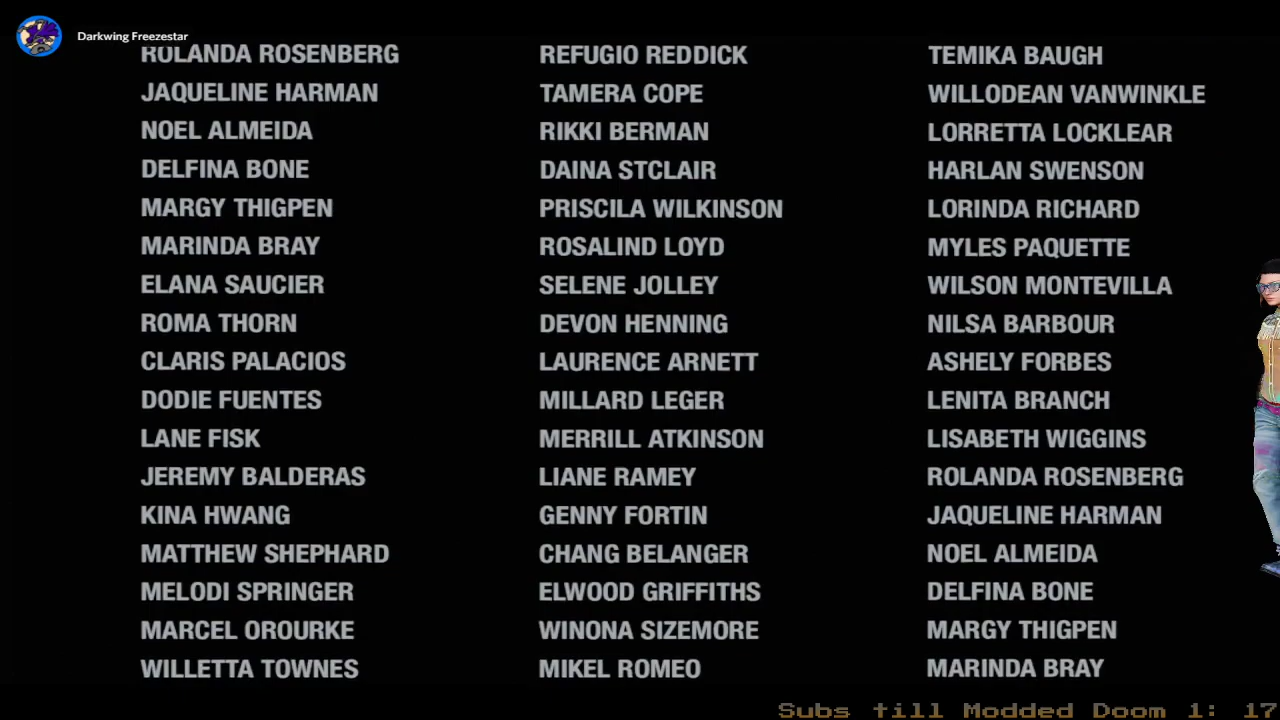 Darkwing Freezestar
ROLANDA ROSENBERG
REFUGIO REDDICK
TEMIKA BAUGH
JAQUELINE HARMAN
TAMERA COPE
WILLODEAN VANWINKLE
NOEL ALMEIDA
RIKKI BERMAN
LORRETTA LOCKLEAR
DELFINA BONE
DAINA STCLAIR
HARLAN SWENSON
MARGY THIGPEN
PRISCILA WILKINSON
LORINDA RICHARD
MARINDA BRAY
ROSALIND LOYD
MYLES PAQUETTE
ELANA SAUCIER
SELENE JOLLEY
WILSON MONTEVILLA
ROMA THORN
DEVON HENNING
NILSA BARBOUR
CLARIS PALACIOS
LAURENCE ARNETT
ASHELY FORBES
DODIE FUENTES
MILLARD LEGER
LENITA BRANCH
LANE FISK
MERRILL ATKINSON
LISABETH WIGGINS
JEREMY BALDERAS
LIANE RAMEY
ROLANDA ROSENBERG
KINA HWANG
GENNY FORTIN
JAQUELINE HARMAN
MATTHEW SHEPHARD
CHANG BELANGER
NOEL ALMEIDA
MELODI SPRINGER
ELWOOD GRIFFITHS
DELFINA BONE
MARCEL OROURKE
WINONA SIZEMORE
MARGY THIGPEN
WILLETTA TOWNES
MIKEL ROMEO
MARINDA BRAY
Subs till Modded Doom 1: 17